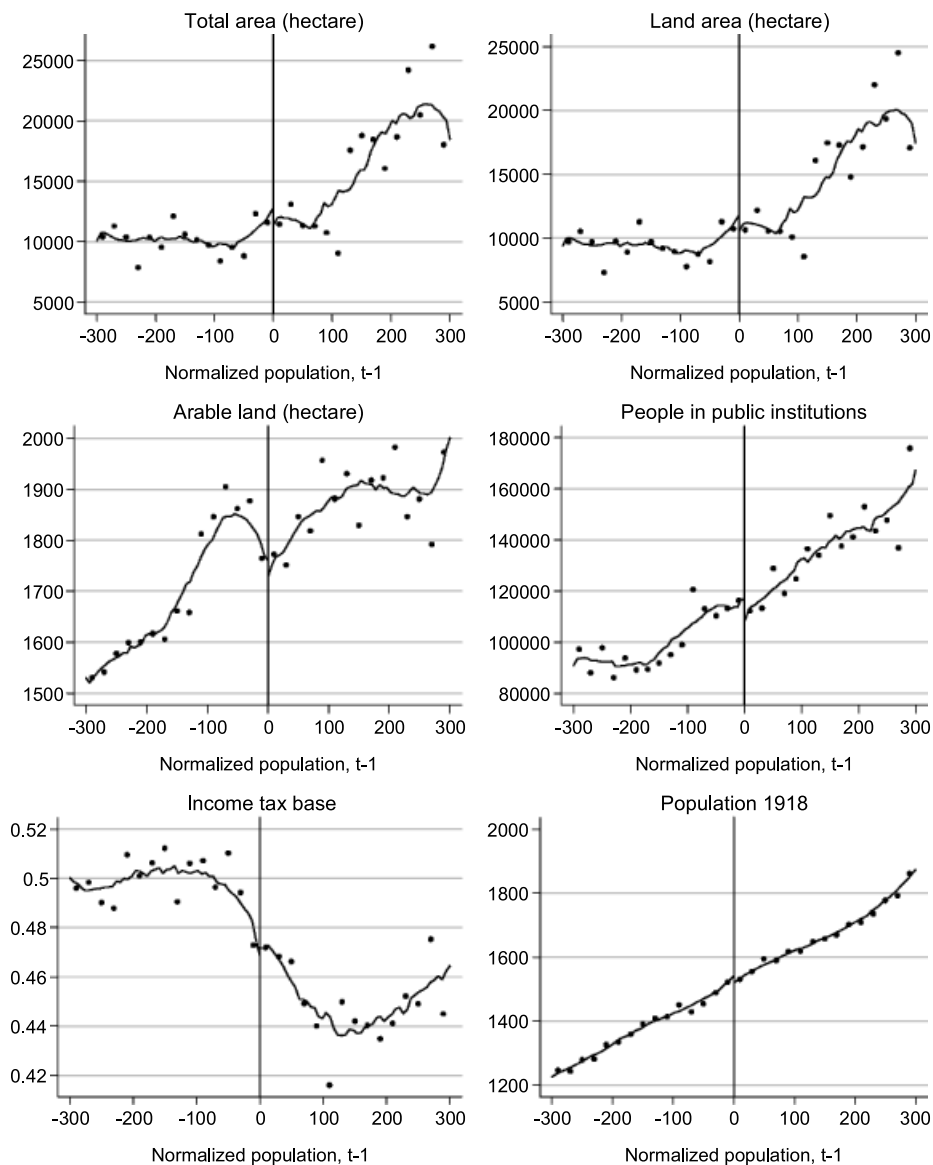 Total area (hectare)
25000
20000
15000
10000
5000
-300 -200 -100 0 100 200 300
Normalized population, t-1
Land area (hectare)
25000
20000
15000
10000
5000
-300 -200 -100 0 100 200 300
Normalized population, t-1
Arable land (hectare)
2000
1900
1800
1700
1600
1500
-300 -200 -100 0 100 200 300
Normalized population, t-1
People in public institutions
180000
160000
140000
120000
100000
80000
-300 -200 -100 0 100 200 300
Normalized population, t-1
Income tax base
0.52
0.5
0.48
0.46
0.44
0.42
-300 -200 -100 0 100 200 300
Normalized population, t-1
Population 1918
2000
1800
1600
1400
1200
-300 -200 -100 0 100 200 300
Normalized population, t-1